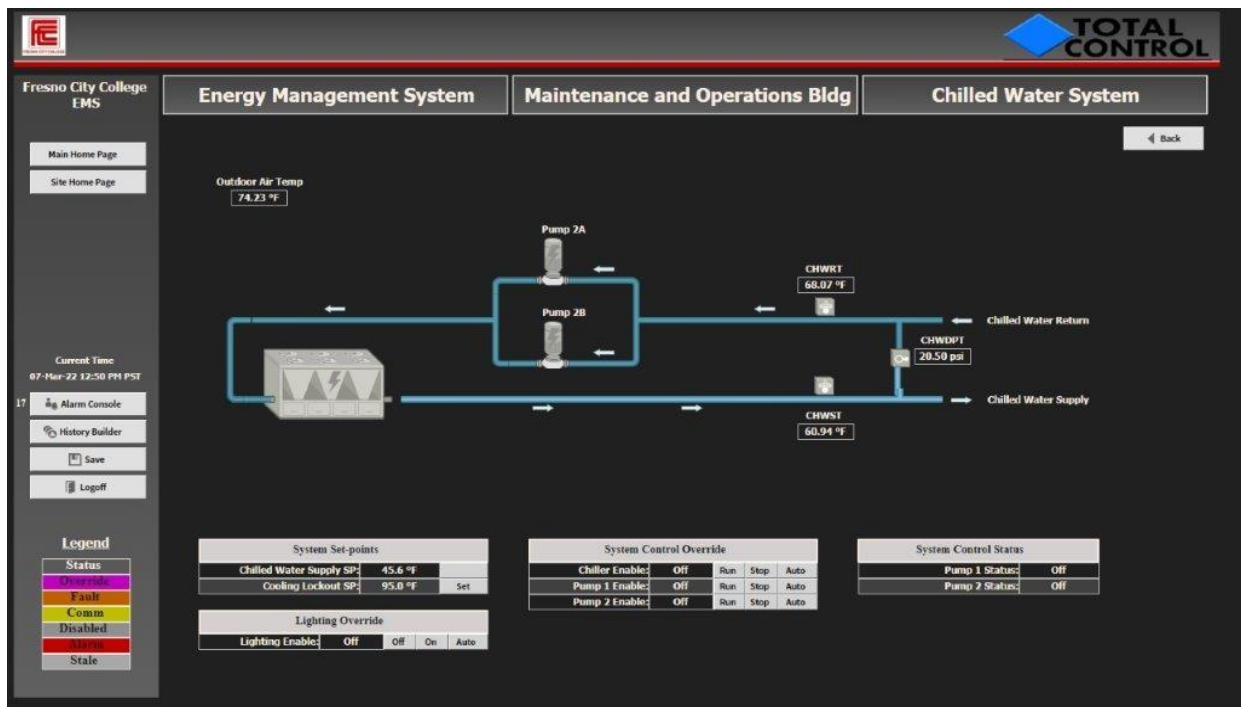 TOTAL
CONTROL
Fresno City College
EMS
Energy Management System
Maintenance and Operations Bldg
Chilled Water System
Back
Main Home Page
Site Home Page
Outdoor Air Temp
74.23 °F
Pump 2A
CHWRT
68.07 °F
Pump 2B
Chilled Water Return
CHWDPT
20.50 psi
Current Time
07-Mar-22 12:50 PM PST
17
Alarm Console
Chilled Water Supply
CHWST
60.94 °F
History Builder
Save
Logoff
Legend
Status
Override
Fault
Comm
Disabled
Alarm
Stale
System Set-points
Chilled Water Supply SP: 45.6 °F
Cooling Lockout SP: 95.0 °F Set
Lighting Override
Lighting Enable: Off Off On Auto
System Control Override
Chiller Enable: Off Run Stop Auto
Pump 1 Enable: Off Run Stop Auto
Pump 2 Enable: Off Run Stop Auto
System Control Status
Pump 1 Status: Off
Pump 2 Status: Off